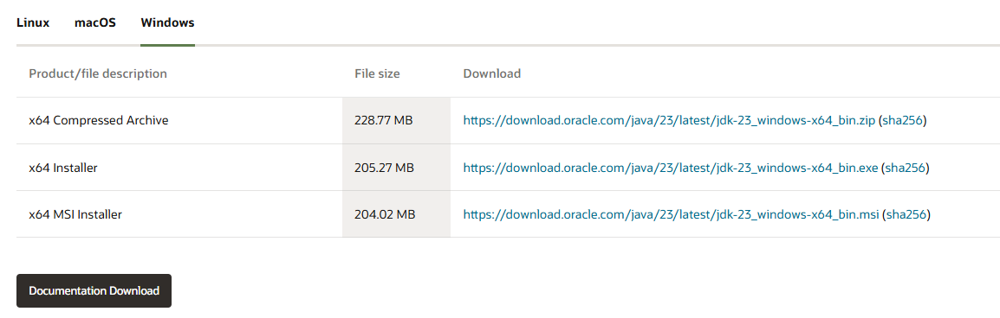 Linux macOS Windows
Product/file description File size Download
x64 Compressed Archive 228.77 MB https://download.oracle.com/java/23/latest/jdk-23_windows-x64_bin.zip (sha256)
x64 Installer 205.27 MB https://download.oracle.com/java/23/latest/jdk-23_windows-x64_bin.exe (sha256)
x64 MSI Installer 204.02 MB https://download.oracle.com/java/23/latest/jdk-23_windows-x64_bin.msi (sha256)
Documentation Download